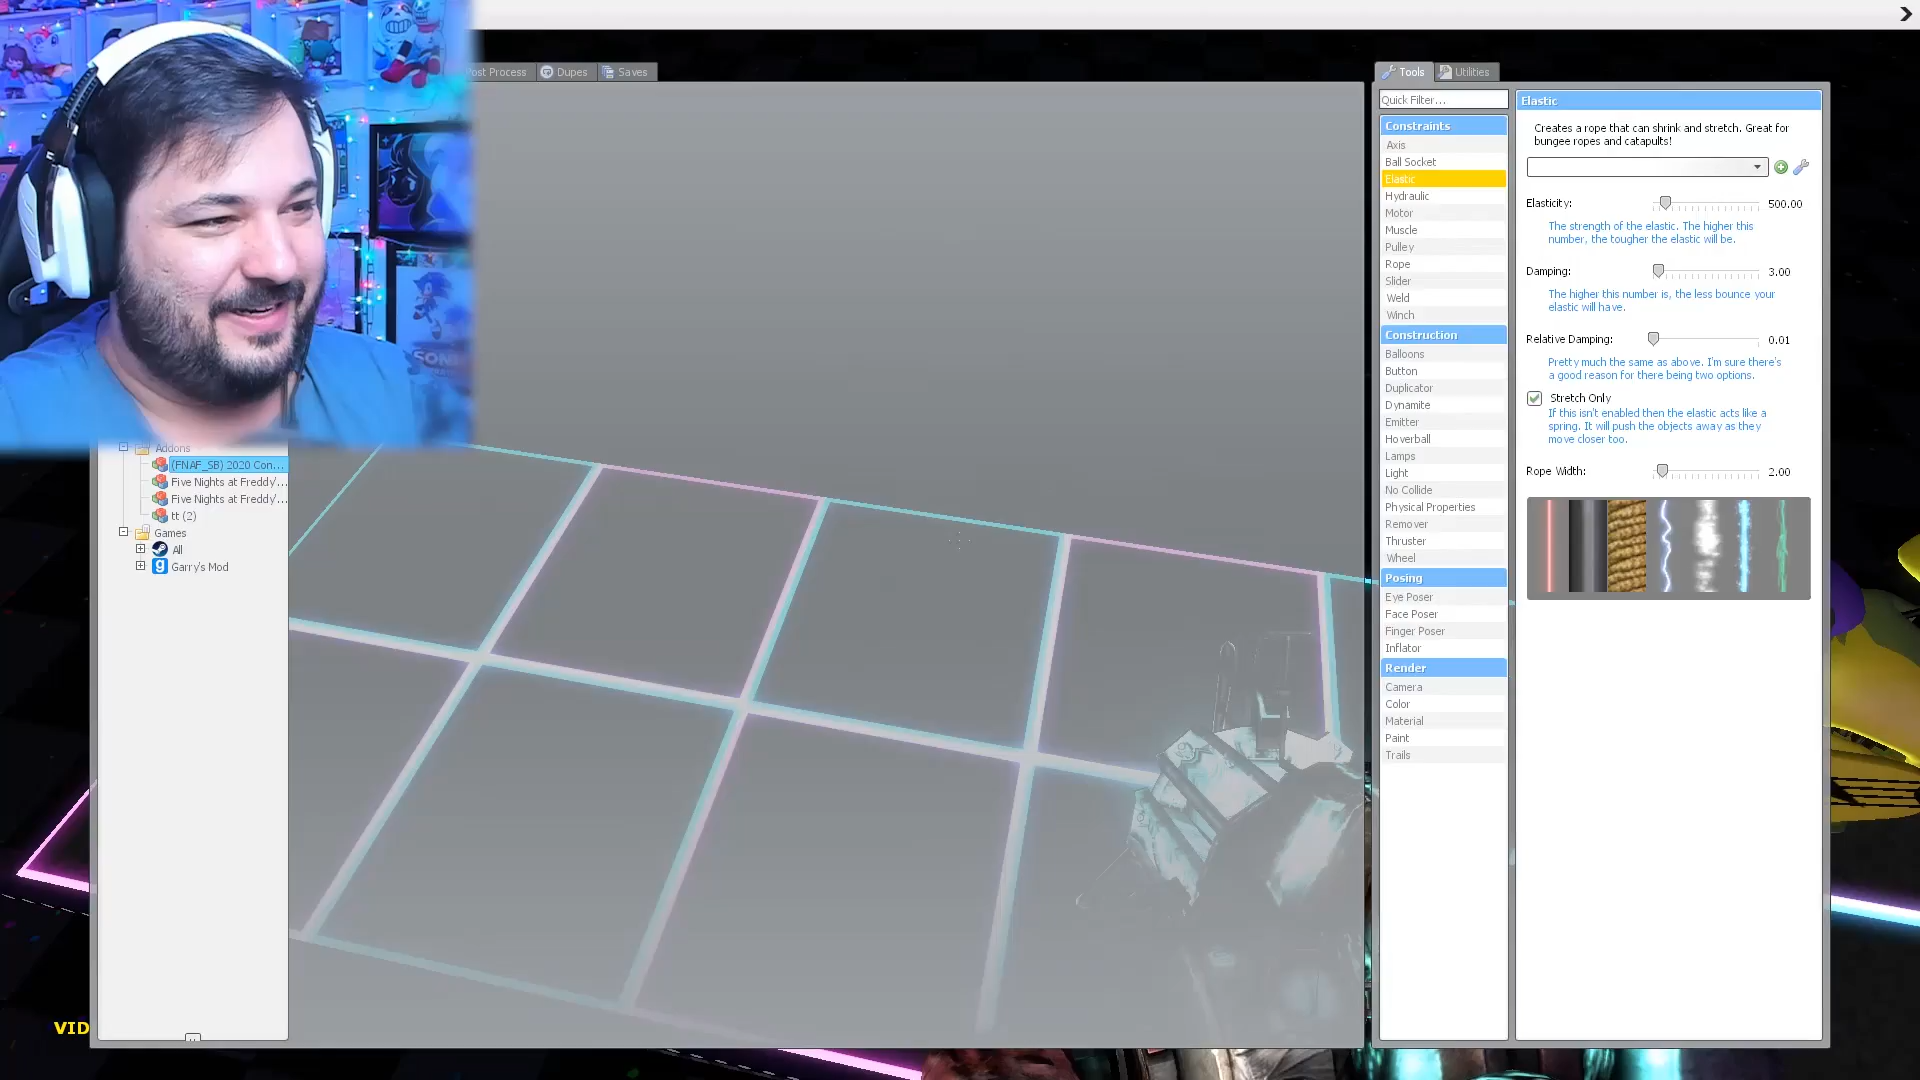 Post Process
Dupes
Saves
Addons
(FNAF_SB) 2020 Con...
Five Nights at Freddy'...
Five Nights at Freddy'...
tt (2)
Games
All
Garry's Mod
VID
Tools
Utilities
Quick Filter...
Constraints
Axis
Ball Socket
Elastic
Hydraulic
Motor
Muscle
Pulley
Rope
Slider
Weld
Winch
Construction
Balloons
Button
Duplicator
Dynamite
Emitter
Hoverball
Lamps
Light
No Collide
Physical Properties
Remover
Thruster
Wheel
Posing
Eye Poser
Face Poser
Finger Poser
Inflator
Render
Camera
Color
Material
Paint
Trails
Elastic
Creates a rope that can shrink and stretch. Great for
bungee ropes and catapults!
Elasticity: 500.00
The strength of the elastic. The higher this
number, the tougher the elastic will be.
Damping: 3.00
The higher this number is, the less bounce your
elastic will have.
Relative Damping: 0.01
Pretty much the same as above. I'm sure there's
a good reason for there being two options.
Stretch Only
If this isn't enabled then the elastic acts like a
spring. It will push the objects away as they
move closer too.
Rope Width: 2.00
SONIC